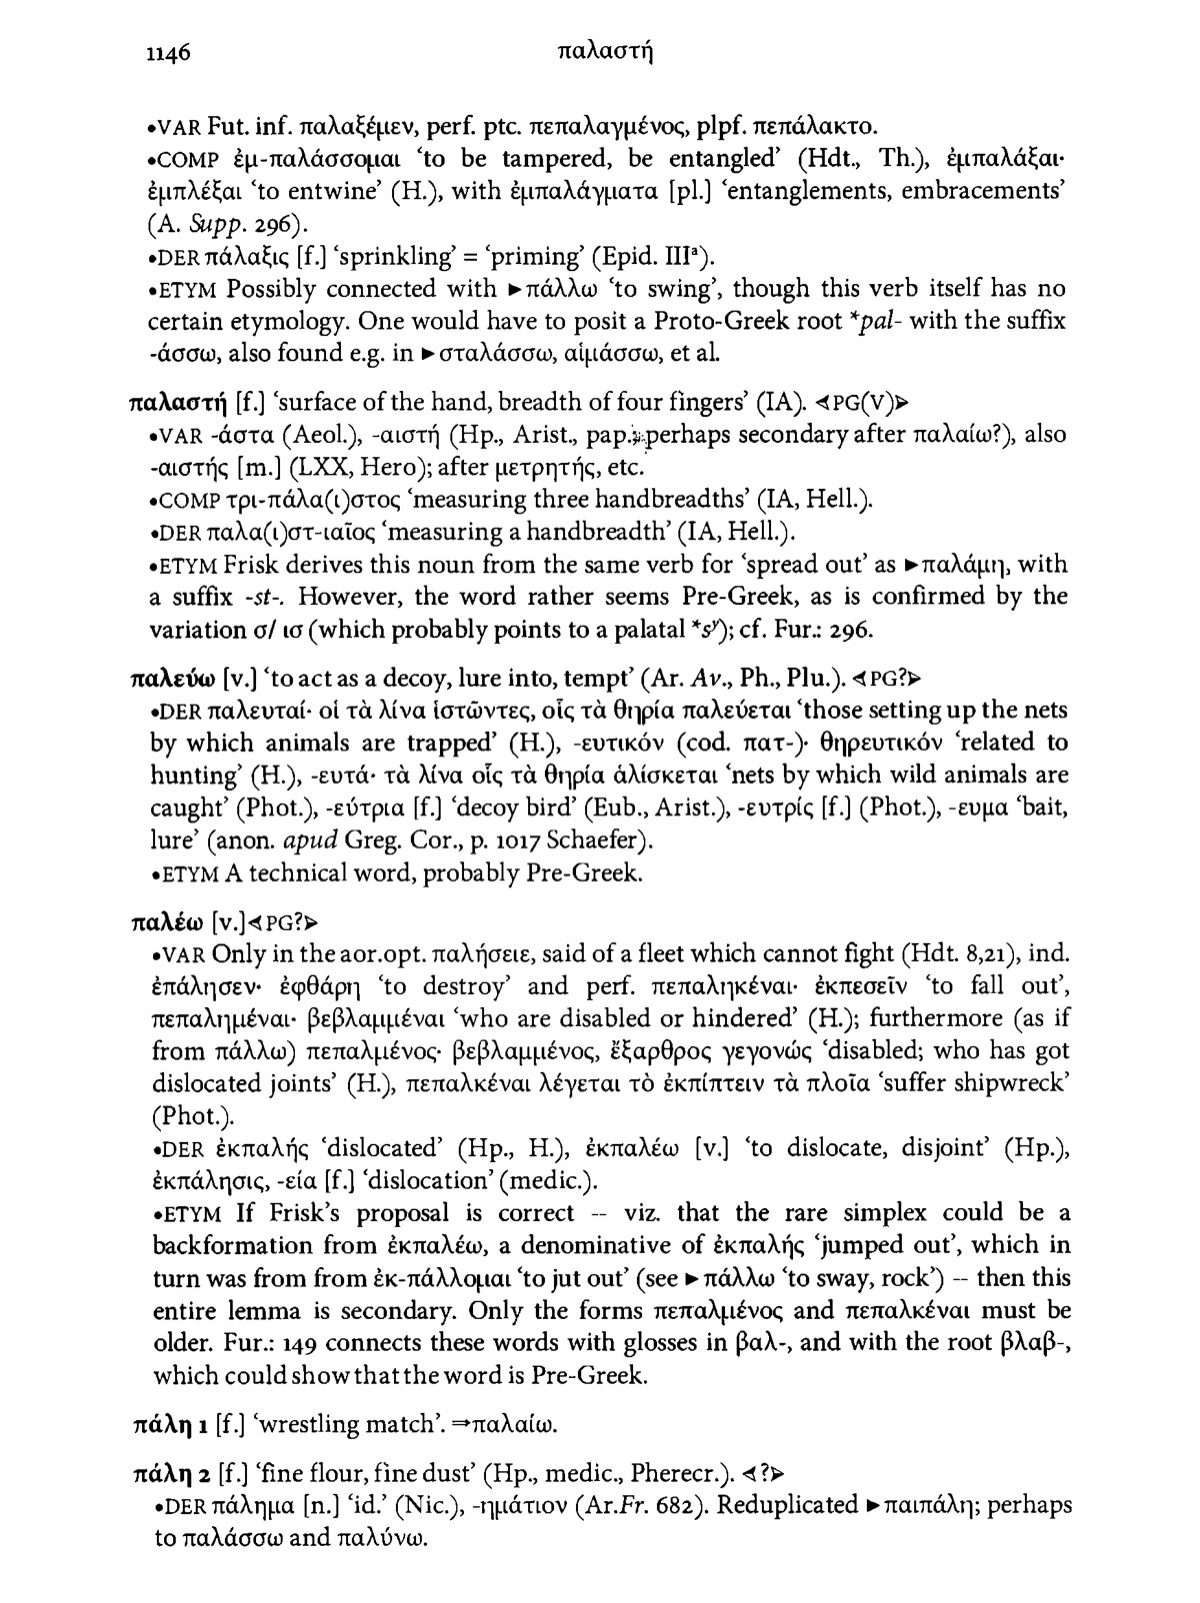 1146 παλαστή
•VAR Fut. inf. παλαξέμεν, perf. ptc. πεπαλαγμένος, plpf. πεπάλακτο.
•COMP ἐμ-παλάσσομαι ‘to be tampered, be entangled’ (Hdt., Th.), ἐμπαλάξαι·
ἐμπλέξαι ‘to entwine’ (H.), with ἐμπαλάγματα [pl.] ‘entanglements, embracements’
(A. Supp. 296).
•DER πάλαξις [f.] ‘sprinkling’ = ‘priming’ (Epid. IIIª).
•ETYM Possibly connected with ►πάλλω ‘to swing’, though this verb itself has no
certain etymology. One would have to posit a Proto-Greek root *pal- with the suffix
-άσσω, also found e.g. in ►σταλάσσω, αἱμάσσω, et al.
παλαστή [f.] ‘surface of the hand, breadth of four fingers’ (IA). ⊲PG(V)⊳
•VAR -άστα (Aeol.), -αιστή (Hp., Arist., pap.; perhaps secondary after παλαίω?), also
-αιστής [m.] (LXX, Hero); after μετρητής, etc.
•COMP τρι-πάλα(ι)στος ‘measuring three handbreadths’ (IA, Hell.).
•DER παλα(ι)στ-ιαῖος ‘measuring a handbreadth’ (IA, Hell.).
•ETYM Frisk derives this noun from the same verb for ‘spread out’ as ►παλάμη, with
a suffix -st-. However, the word rather seems Pre-Greek, as is confirmed by the
variation σ/ ισ (which probably points to a palatal *sʸ); cf. Fur.: 296.
παλεύω [v.] ‘to act as a decoy, lure into, tempt’ (Ar. Av., Ph., Plu.). ⊲PG?⊳
•DER παλευταί· οἱ τὰ λίνα ἱστῶντες, οἷς τὰ θηρία παλεύεται ‘those setting up the nets
by which animals are trapped’ (H.), -ευτικόν (cod. πατ-)· θηρευτικόν ‘related to
hunting’ (H.), -ευτά· τὰ λίνα οἷς τὰ θηρία ἁλίσκεται ‘nets by which wild animals are
caught’ (Phot.), -εύτρια [f.] ‘decoy bird’ (Eub., Arist.), -ευτρίς [f.] (Phot.), -ευμα ‘bait,
lure’ (anon. apud Greg. Cor., p. 1017 Schaefer).
•ETYM A technical word, probably Pre-Greek.
παλέω [v.]⊲PG?⊳
•VAR Only in the aor.opt. παλήσειε, said of a fleet which cannot fight (Hdt. 8,21), ind.
ἐπάλησεν· ἐφθάρη ‘to destroy’ and perf. πεπαληκέναι· ἐκπεσεῖν ‘to fall out’,
πεπαλημέναι· βεβλαμμέναι ‘who are disabled or hindered’ (H.); furthermore (as if
from πάλλω) πεπαλμένος· βεβλαμμένος, ἔξαρθρος γεγονώς ‘disabled; who has got
dislocated joints’ (H.), πεπαλκέναι λέγεται τὸ ἐκπίπτειν τὰ πλοῖα ‘suffer shipwreck’
(Phot.).
•DER ἐκπαλής ‘dislocated’ (Hp., H.), ἐκπαλέω [v.] ‘to dislocate, disjoint’ (Hp.),
ἐκπάλησις, -εία [f.] ‘dislocation’ (medic.).
•ETYM If Frisk’s proposal is correct -- viz. that the rare simplex could be a
backformation from ἐκπαλέω, a denominative of ἐκπαλής ‘jumped out’, which in
turn was from from ἐκ-πάλλομαι ‘to jut out’ (see ►πάλλω ‘to sway, rock’) -- then this
entire lemma is secondary. Only the forms πεπαλμένος and πεπαλκέναι must be
older. Fur.: 149 connects these words with glosses in βαλ-, and with the root βλαβ-,
which could show that the word is Pre-Greek.
πάλη 1 [f.] ‘wrestling match’. ⇒παλαίω.
πάλη 2 [f.] ‘fine flour, fine dust’ (Hp., medic., Pherecr.). ⊲?⊳
•DER πάλημα [n.] ‘id.’ (Nic.), -ημάτιον (Ar.Fr. 682). Reduplicated ►παιπάλη; perhaps
to παλάσσω and παλύνω.